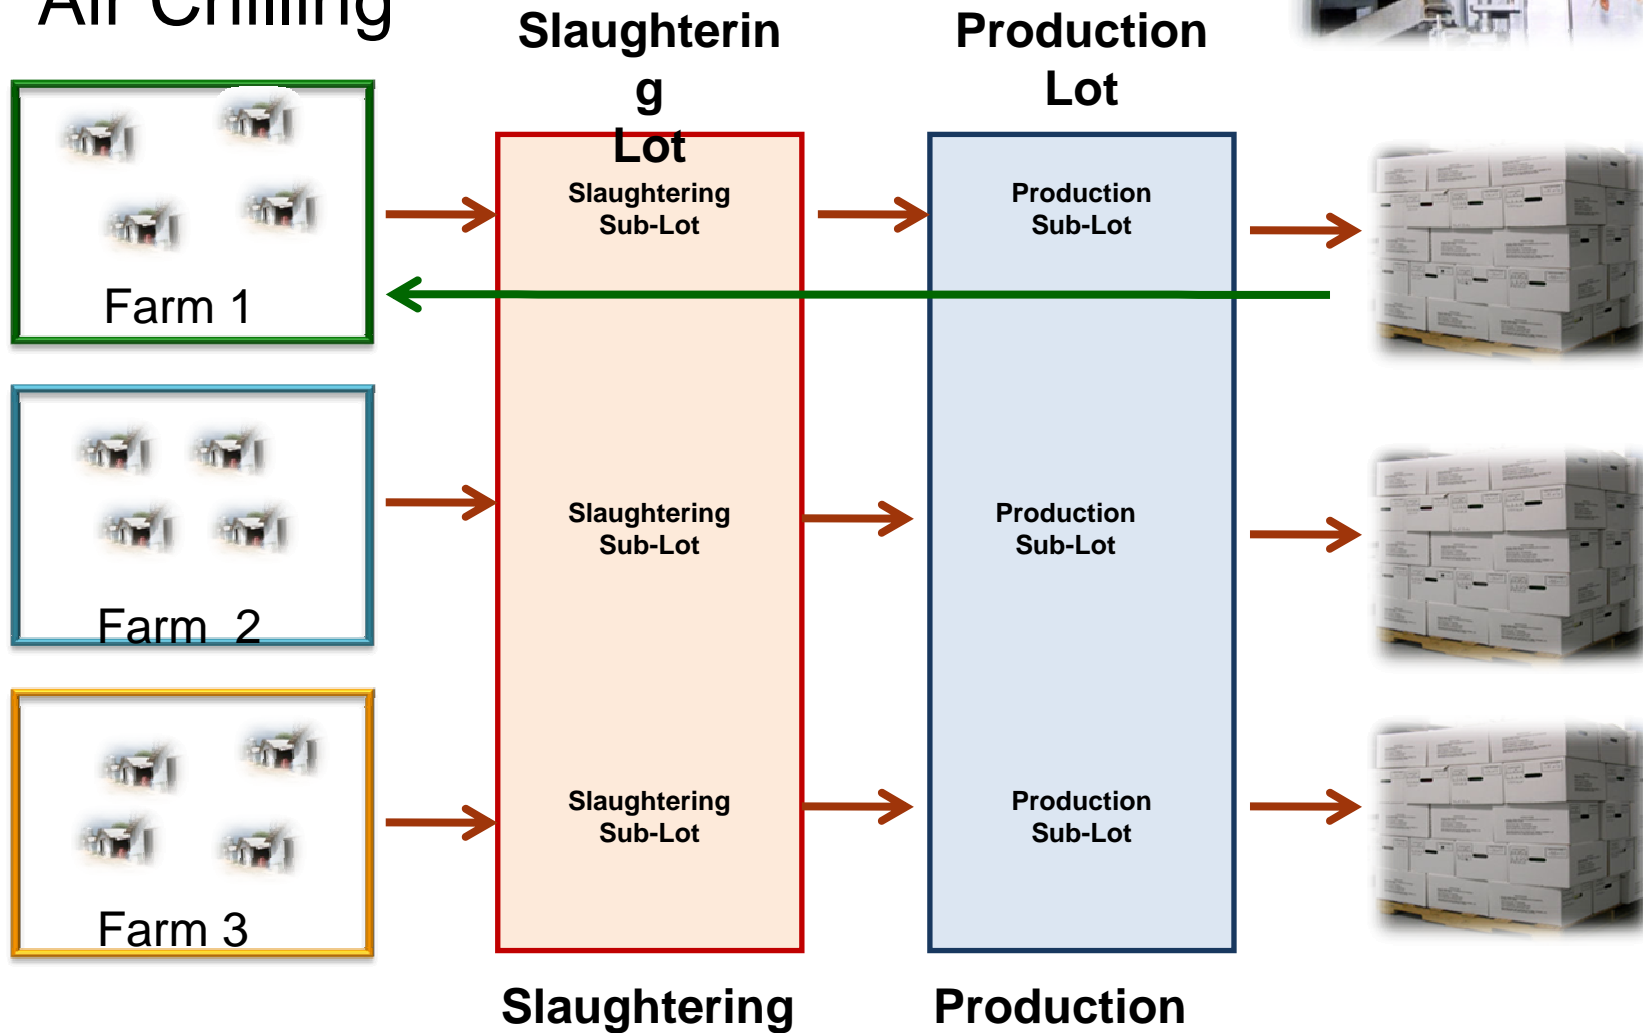 Air Chilling
Slaughterin
g
Lot
Production
Lot
Slaughtering
Sub-Lot
Production
Sub-Lot
Farm 1
Slaughtering
Sub-Lot
Production
Sub-Lot
Farm  2
Slaughtering
Sub-Lot
Production
Sub-Lot
Farm 3
Slaughtering
Production